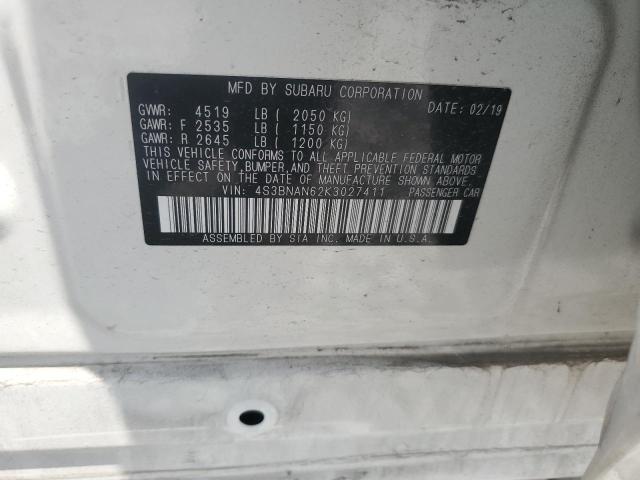 MFD BY SUBARU CORPORATION
GVWR: 4519 LB ( 2050 KG) DATE: 02/19
GAWR: F 2535 LB ( 1150 KG)
GAWR: R 2645 LB ( 1200 KG)
THIS VEHICLE CONFORMS TO ALL APPLICABLE FEDERAL MOTOR
VEHICLE SAFETY, BUMPER, AND THEFT PREVENTION STANDARDS
IN EFFECT ON THE DATE OF MANUFACTURE SHOWN ABOVE.
VIN: 4S3BNAN62K3027411 PASSENGER CAR
ASSEMBLED BY SIA INC. MADE IN U.S.A.